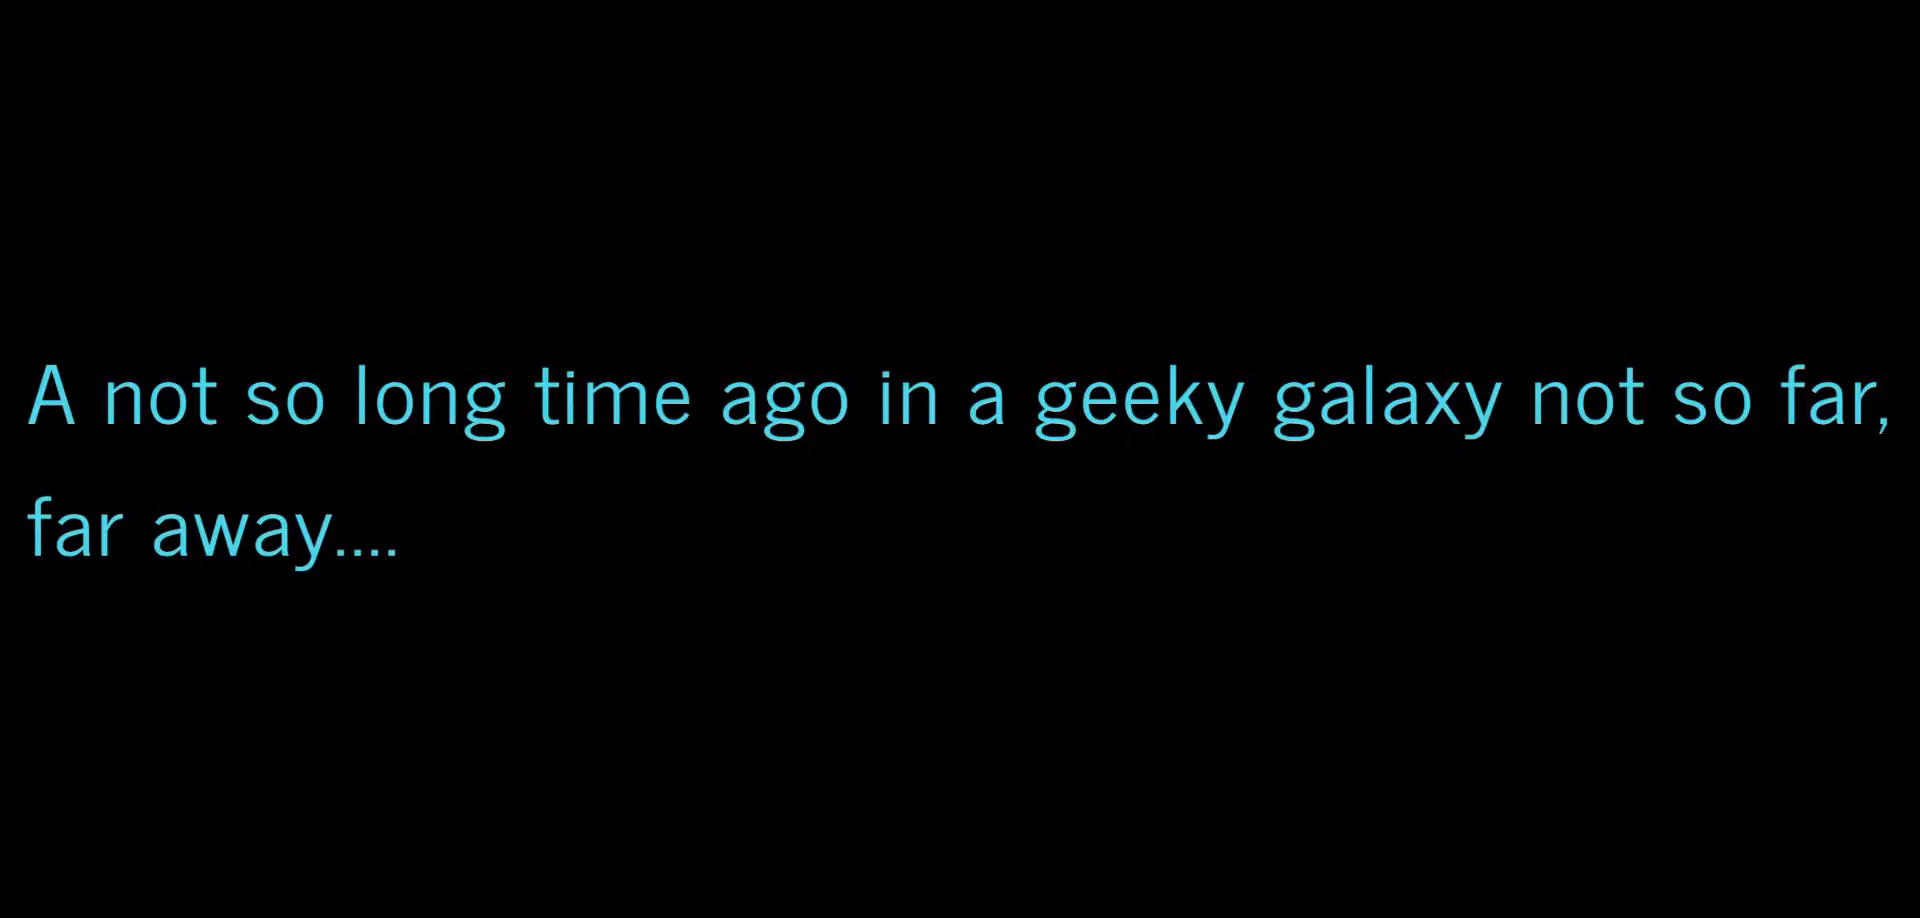 A not so long time ago in a geeky galaxy not so far,
far away....